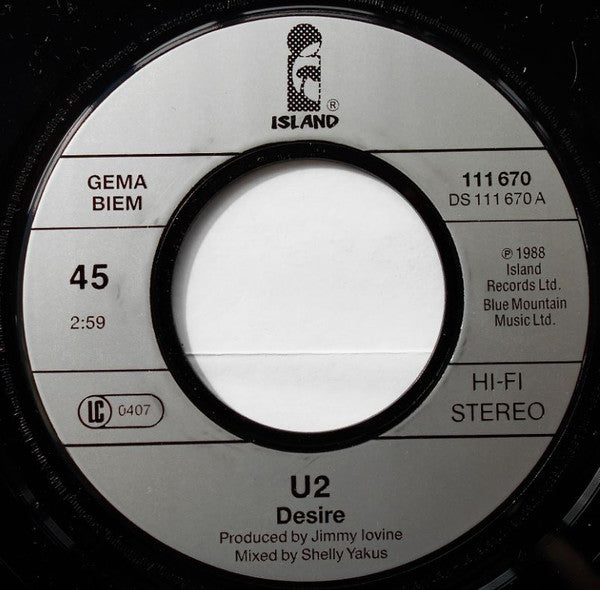 ®
ISLAND
GEMA
BIEM
111 670
DS 111 670 A
45
2:59
℗ 1988
Island
Records Ltd.
Blue Mountain
Music Ltd.
LC 0407
HI-FI
STEREO
U2
Desire
Produced by Jimmy Iovine
Mixed by Shelly Yakus